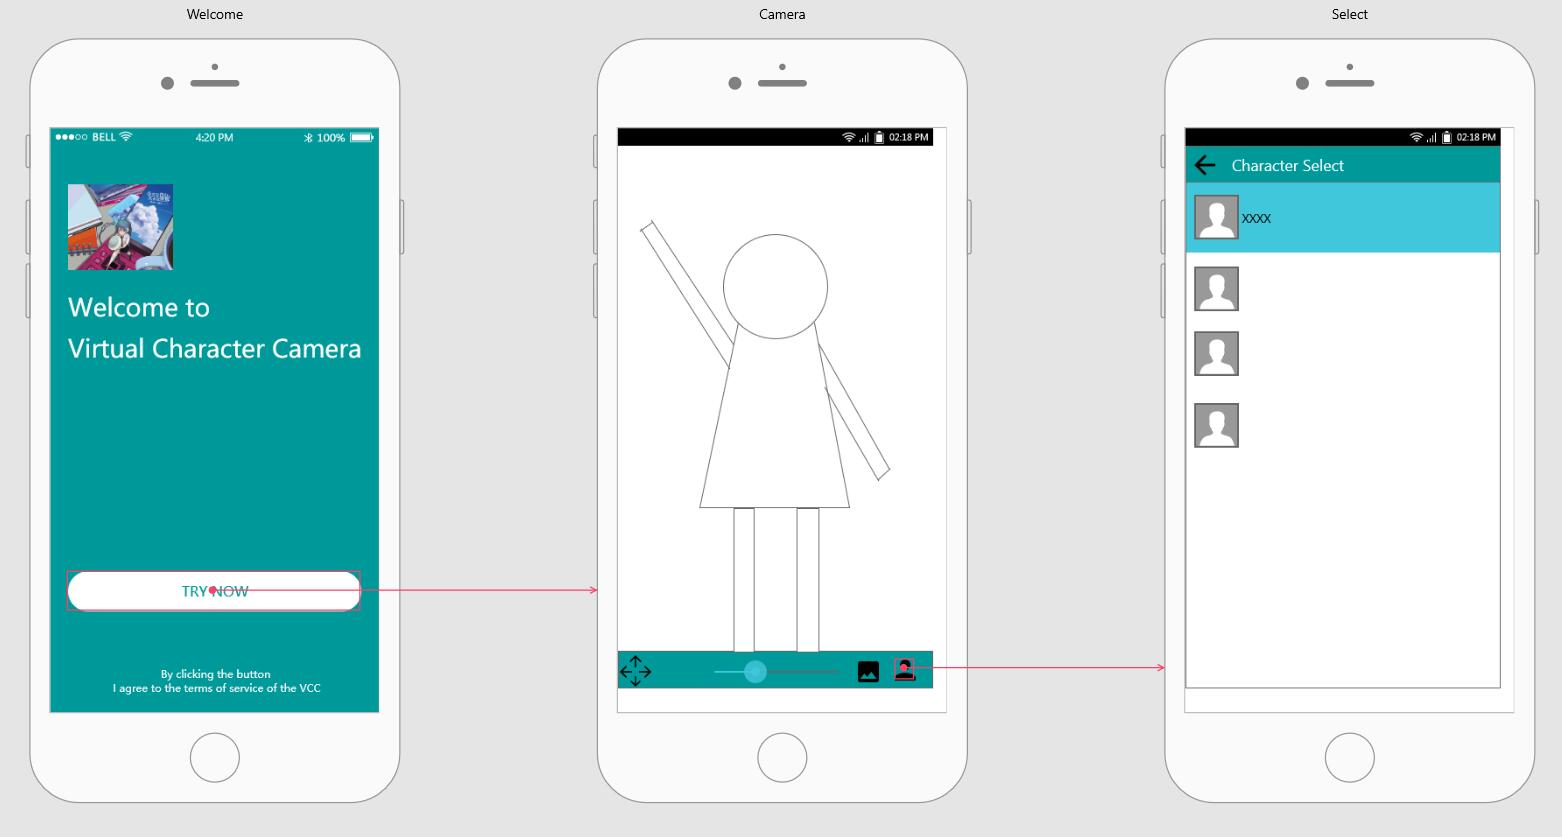 Welcome
Camera
Select
BELL
4:20 PM
100%
Welcome to
Virtual Character Camera
TRY NOW
By clicking the button
I agree to the terms of service of the VCC
02:18 PM
02:18 PM
Character Select
XXXX